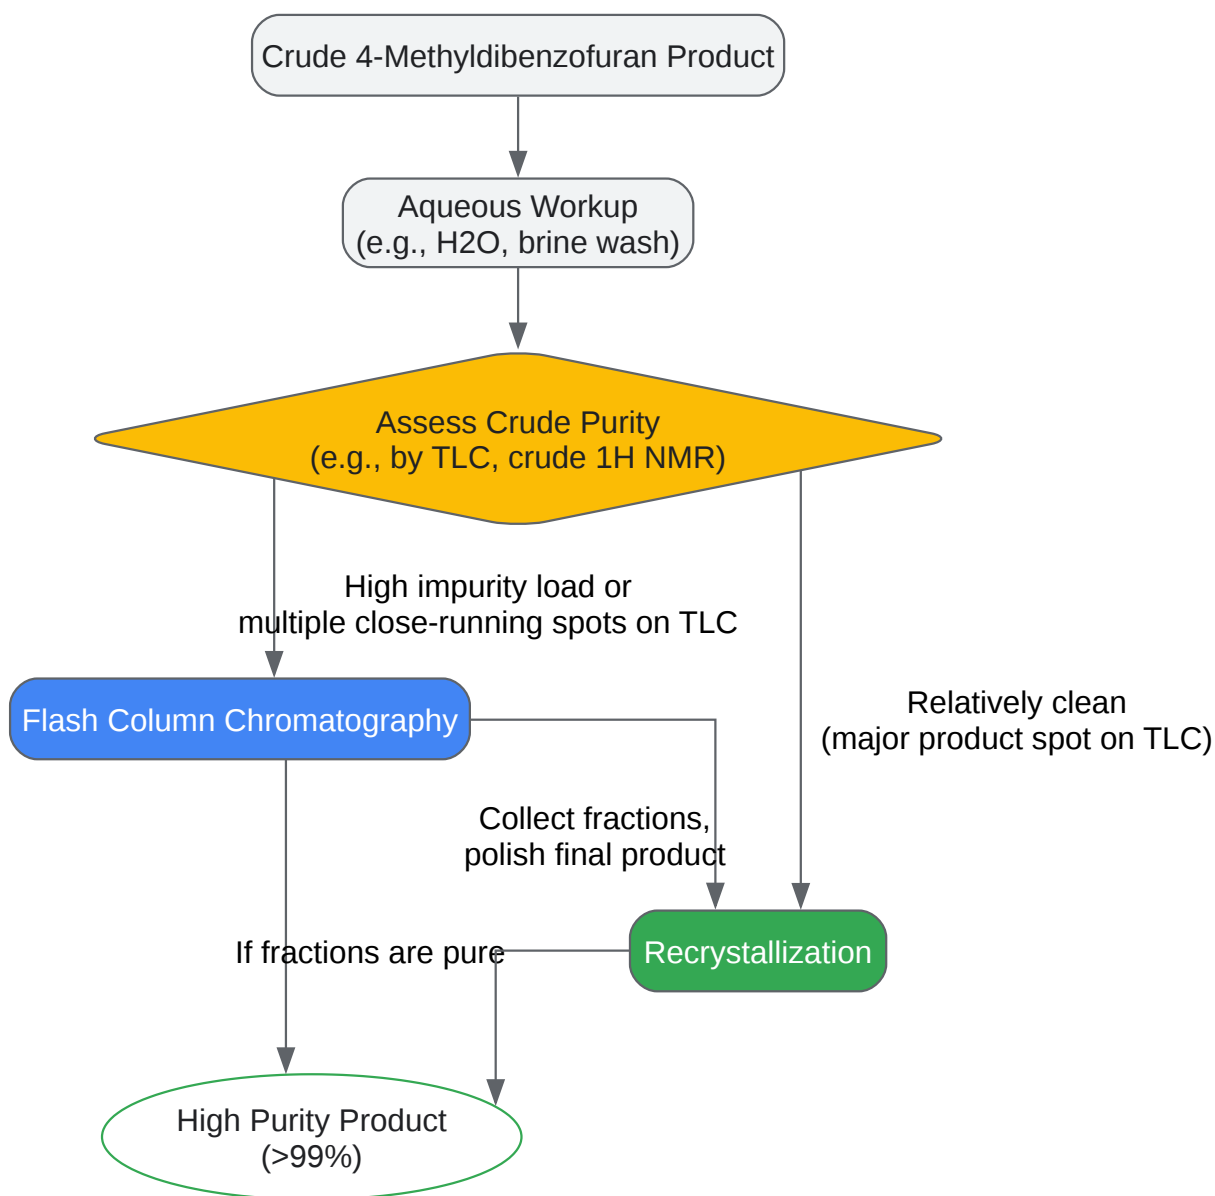 Crude 4-Methyldibenzofuran Product
Aqueous Workup
(e.g., H2O, brine wash)
Assess Crude Purity
(e.g., by TLC, crude 1H NMR)
High impurity load or
multiple close-running spots on TLC
Relatively clean
(major product spot on TLC)
Flash Column Chromatography
Collect fractions,
polish final product
If fractions are pure
Recrystallization
High Purity Product
(>99%)